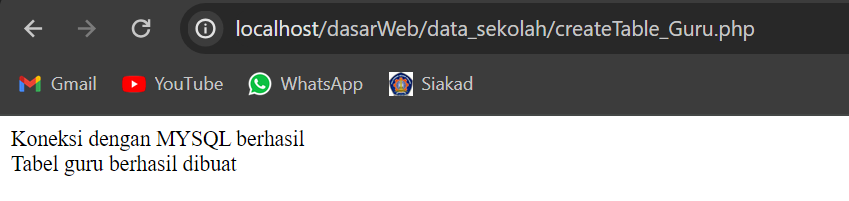 localhost/dasarWeb/data_sekolah/createTable_Guru.php
Gmail YouTube WhatsApp Siakad
Koneksi dengan MYSQL berhasil
Tabel guru berhasil dibuat